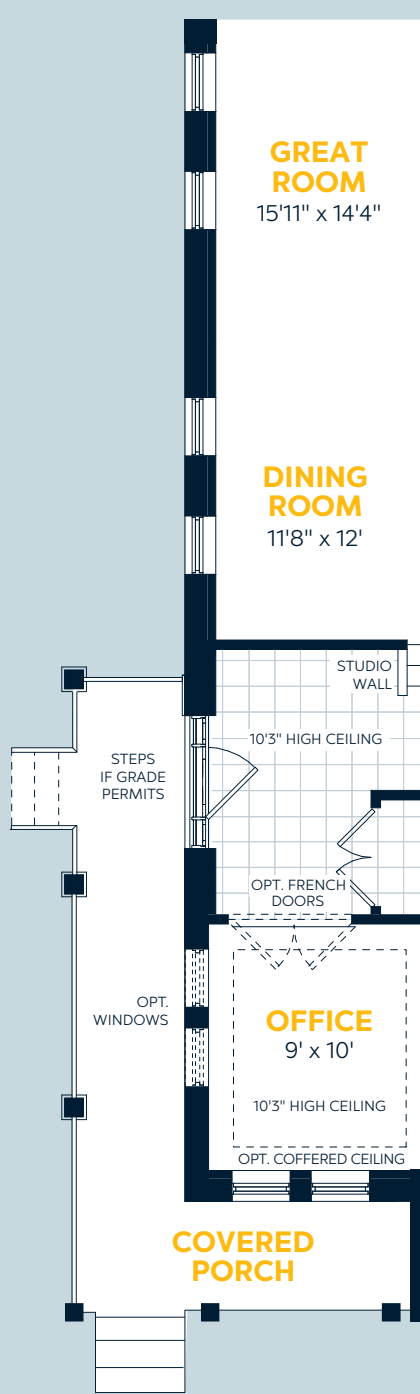 GREAT
ROOM
15'11" x 14'4"
DINING
ROOM
11'8" x 12'
STUDIO
WALL
10'3" HIGH CEILING
STEPS
IF GRADE
PERMITS
OPT. FRENCH
DOORS
OPT.
WINDOWS
OFFICE
9' x 10'
10'3" HIGH CEILING
OPT. COFFERED CEILING
COVERED
PORCH